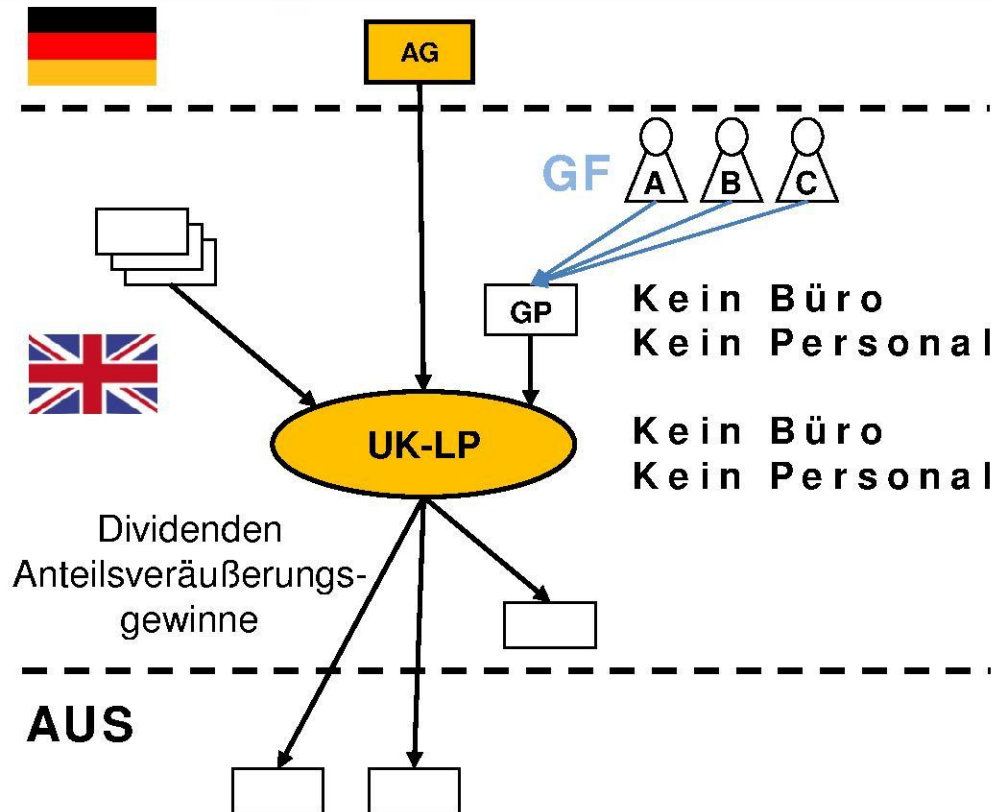 AG
GF
A
B
C
GP
Kein Büro
Kein Personal
UK-LP
Kein Büro
Kein Personal
Dividenden
Anteilsveräußerungs-
gewinne
AUS